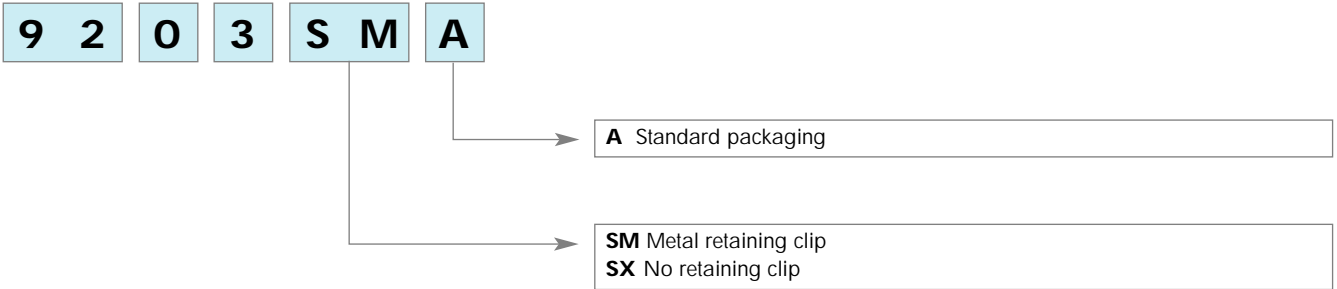 9 2 0 3 S M A
A Standard packaging
SM Metal retaining clip
SX No retaining clip